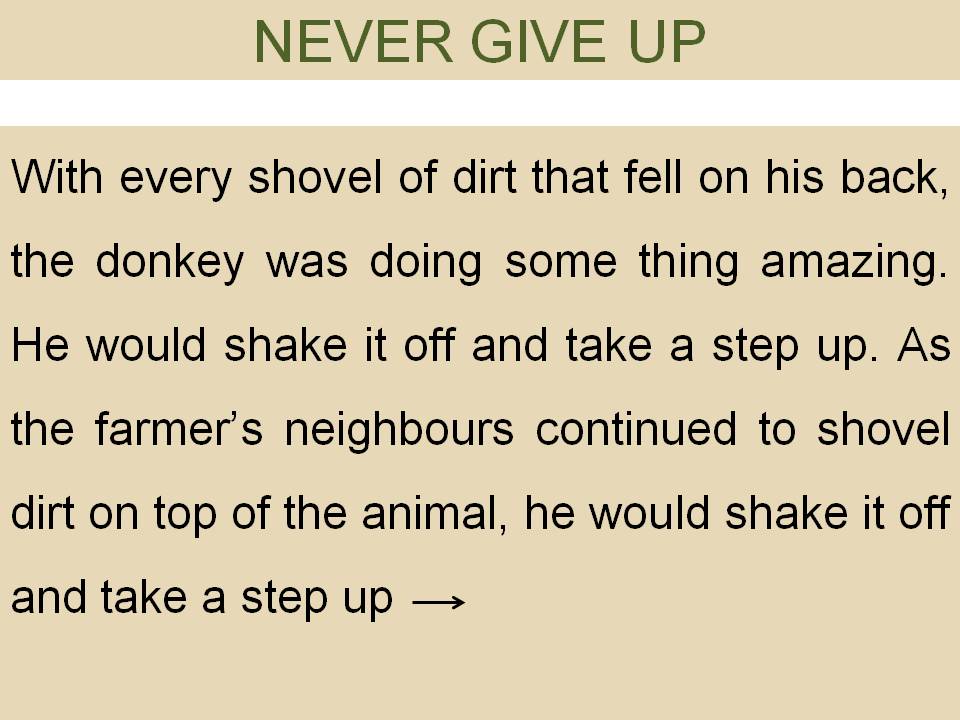 NEVER GIVE UP
With every shovel of dirt that fell on his back,
the donkey was doing some thing amazing.
He would shake it off and take a step up. As
the farmer’s neighbours continued to shovel
dirt on top of the animal, he would shake it off
and take a step up →